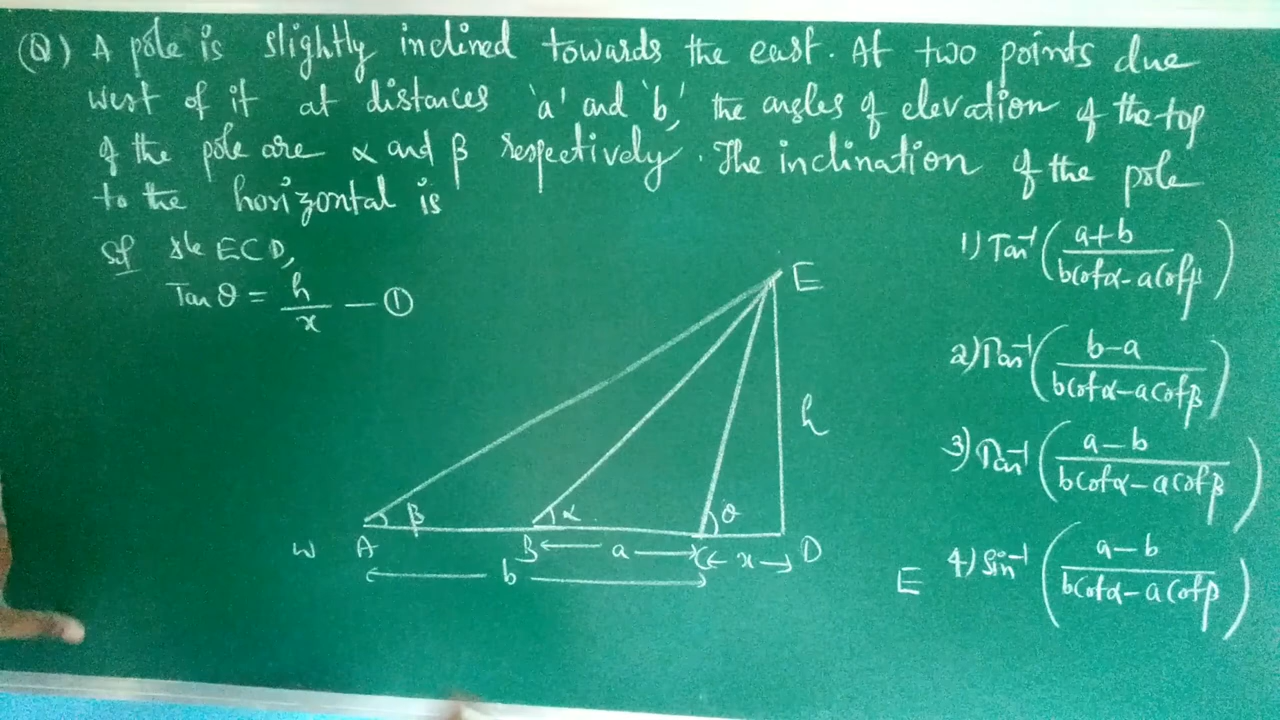 (Q) A pole is slightly inclined towards the east. At two points due
west of it at distances 'a' and 'b', the angles of elevation of the top
of the pole are α and β respectively. The inclination of the pole
to the horizontal is
Sol Δle ECD,
Tan θ = h/x — ①
1) Tan⁻¹ (a+b / bcotα - acotβ)
2) Tan⁻¹ (b-a / bcotα - acotβ)
3) Tan⁻¹ (a-b / bcotα - acotβ)
4) Sin⁻¹ (a-b / bcotα - acotβ)
E
h
β α θ
W A B a C x D
b
E